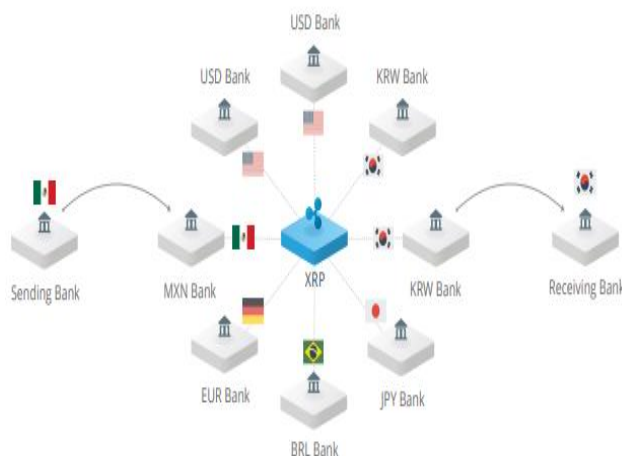 USD Bank
USD Bank
KRW Bank
Sending Bank
MXN Bank
XRP
KRW Bank
Receiving Bank
EUR Bank
JPY Bank
BRL Bank